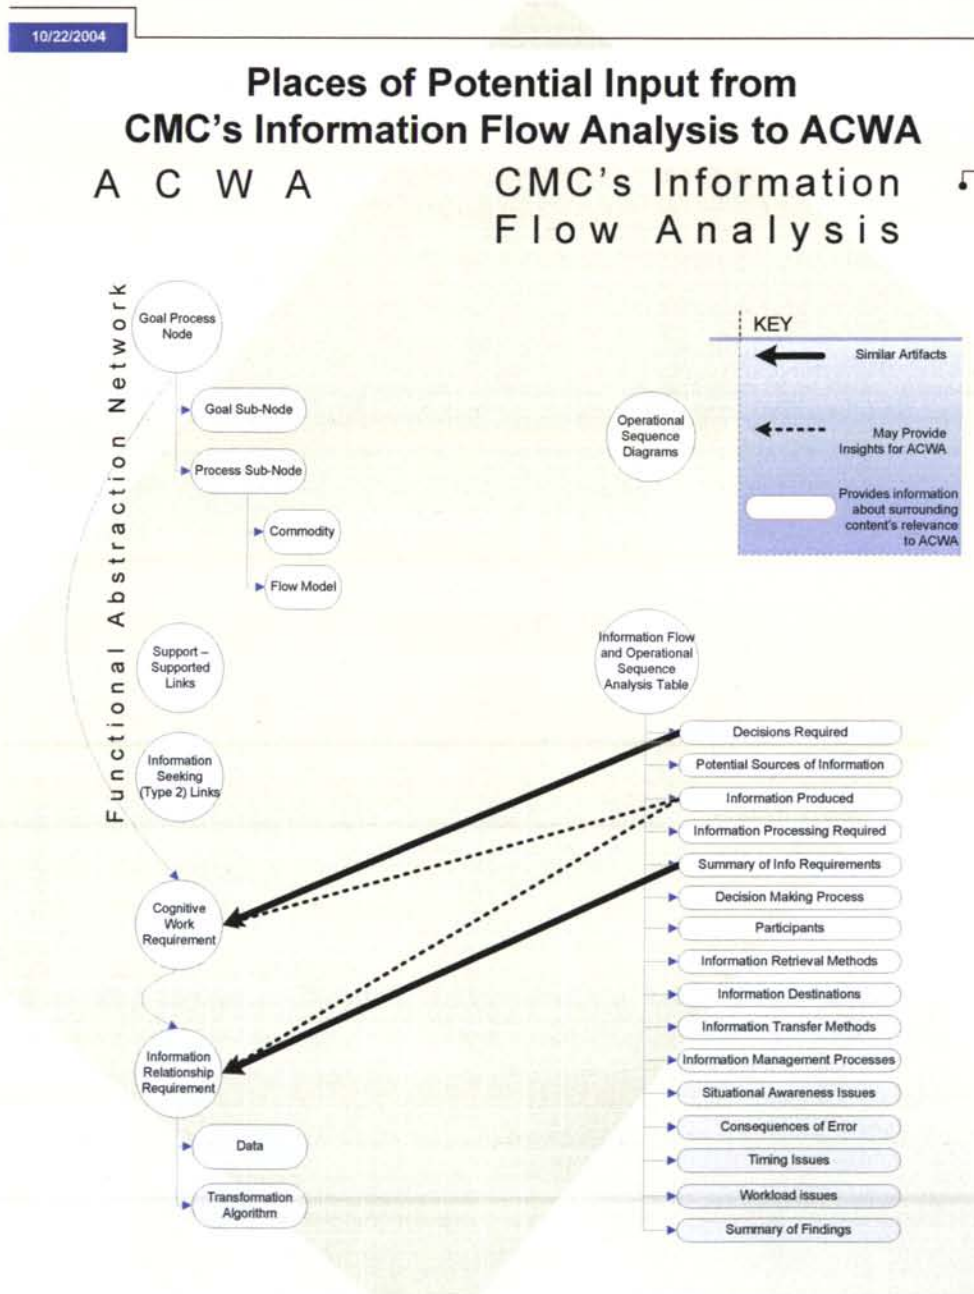 10/22/2004
Places of Potential Input from
CMC's Information Flow Analysis to ACWA
A C W A
CMC's Information
Flow Analysis
Functional Abstraction Network
Goal Process
Node
Goal Sub-Node
Process Sub-Node
Commodity
Flow Model
Support –
Supported
Links
Information
Seeking
(Type 2) Links
Cognitive
Work
Requirement
Information
Relationship
Requirement
Data
Transformation
Algorithm
Operational
Sequence
Diagrams
KEY
Similar Artifacts
May Provide
Insights for ACWA
Provides information
about surrounding
content's relevance
to ACWA
Information Flow
and Operational
Sequence
Analysis Table
Decisions Required
Potential Sources of Information
Information Produced
Information Processing Required
Summary of Info Requirements
Decision Making Process
Participants
Information Retrieval Methods
Information Destinations
Information Transfer Methods
Information Management Processes
Situational Awareness Issues
Consequences of Error
Timing Issues
Workload issues
Summary of Findings